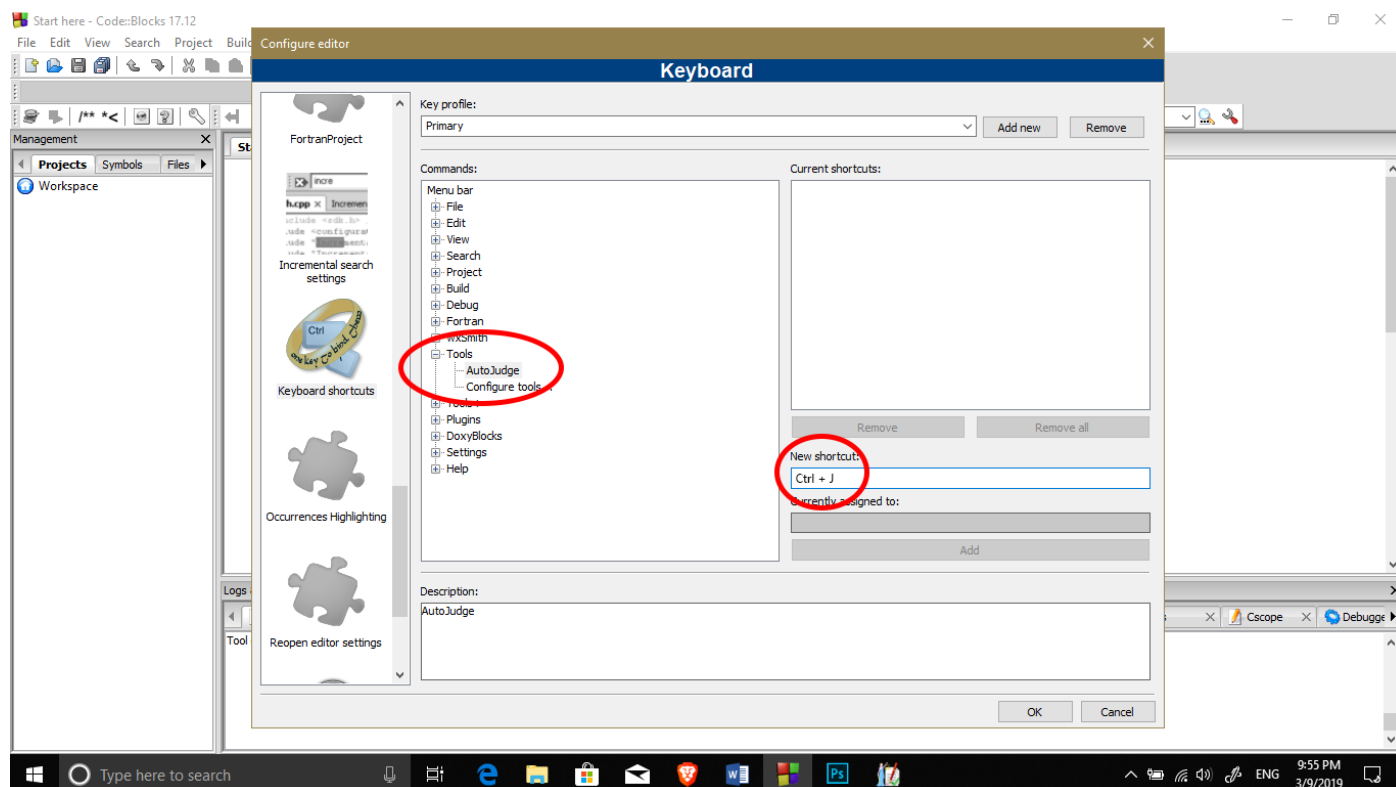 Start here - Code::Blocks 17.12
File Edit View Search Project Build
Configure editor
Keyboard
Management
Projects Symbols Files
Workspace
FortranProject
incre
h.cpp Incremen
Incremental search
settings
Ctrl
Keyboard shortcuts
Occurrences Highlighting
Reopen editor settings
Key profile:
Primary
Add new
Remove
Commands:
Menu bar
File
Edit
View
Search
Project
Build
Debug
Fortran
wxSmith
Tools
AutoJudge
Configure tools...
Plugins
DoxyBlocks
Settings
Help
Current shortcuts:
Remove
Remove all
New shortcut:
Ctrl + J
Currently assigned to:
Add
Description:
AutoJudge
OK
Cancel
Logs
Tool
Cscope
Debugge
Type here to search
ENG
9:55 PM
3/9/2019